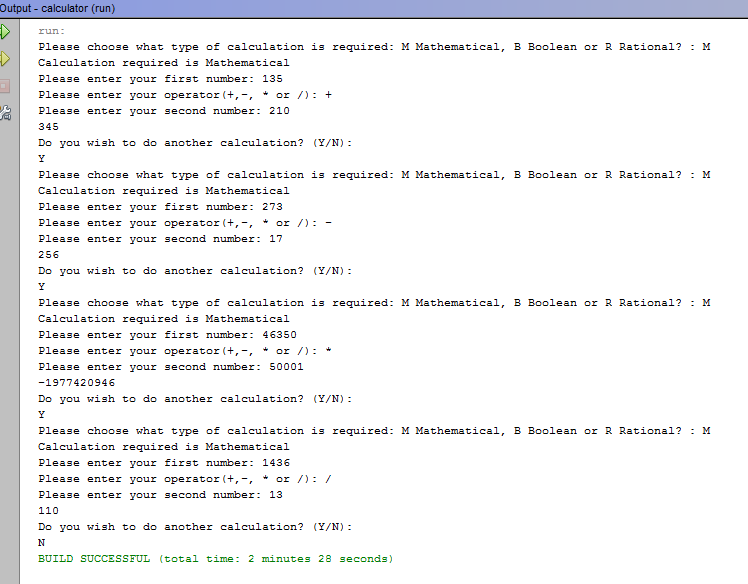 Output - calculator (run)
run:
Please choose what type of calculation is required: M Mathematical, B Boolean or R Rational? : M
Calculation required is Mathematical
Please enter your first number: 135
Please enter your operator(+,-, * or /): +
Please enter your second number: 210
345
Do you wish to do another calculation? (Y/N):
Y
Please choose what type of calculation is required: M Mathematical, B Boolean or R Rational? : M
Calculation required is Mathematical
Please enter your first number: 273
Please enter your operator(+,-, * or /): -
Please enter your second number: 17
256
Do you wish to do another calculation? (Y/N):
Y
Please choose what type of calculation is required: M Mathematical, B Boolean or R Rational? : M
Calculation required is Mathematical
Please enter your first number: 46350
Please enter your operator(+,-, * or /): *
Please enter your second number: 50001
-1977420946
Do you wish to do another calculation? (Y/N):
Y
Please choose what type of calculation is required: M Mathematical, B Boolean or R Rational? : M
Calculation required is Mathematical
Please enter your first number: 1436
Please enter your operator(+,-, * or /): /
Please enter your second number: 13
110
Do you wish to do another calculation? (Y/N):
N
BUILD SUCCESSFUL (total time: 2 minutes 28 seconds)